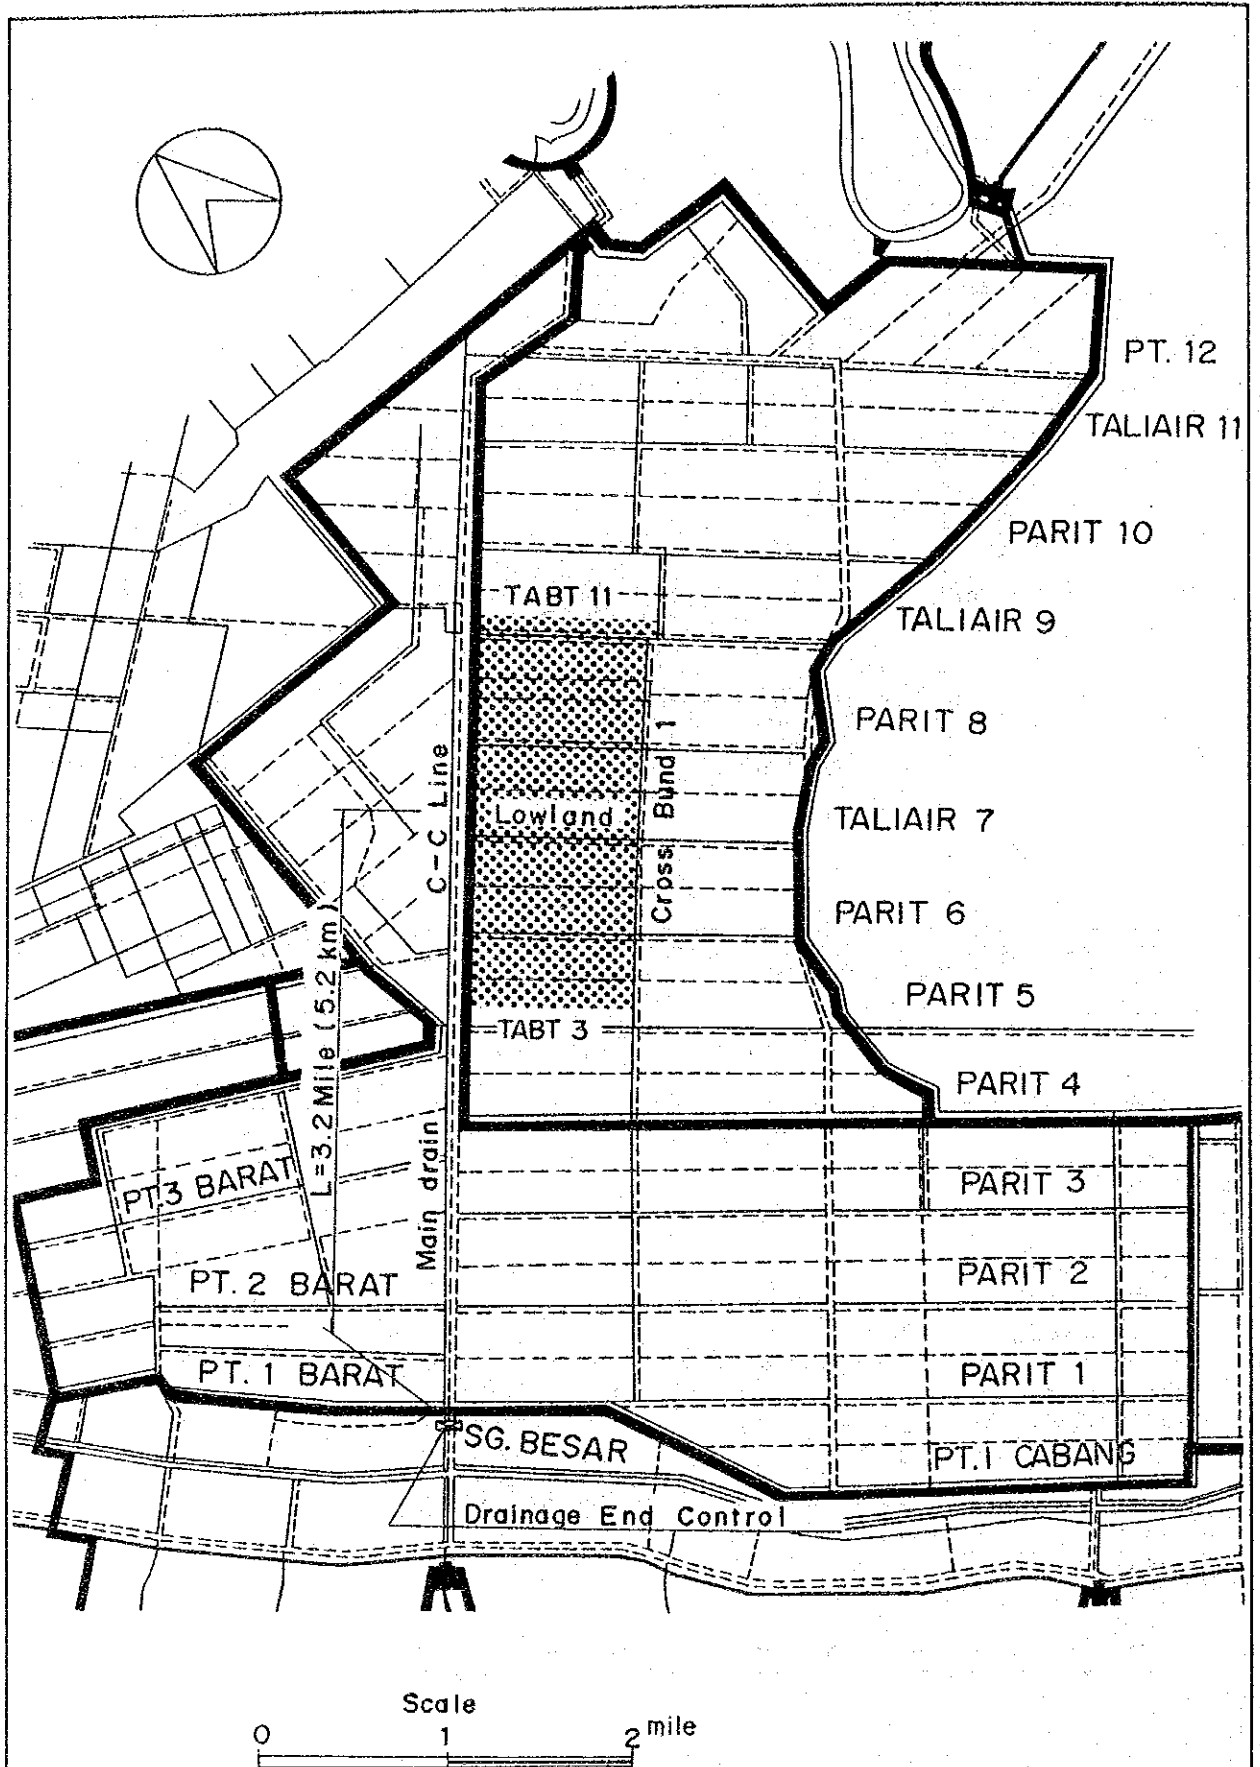 PT. 12
TALIAIR 11
PARIT 10
TABT 11
TALIAIR 9
PARIT 8
C-C Line
Cross Bund 1
Lowland
TALIAIR 7
PARIT 6
L=3.2 Mile (5.2 km)
PARIT 5
TABT 3
PARIT 4
Main drain
PT.3 BARAT
PARIT 3
PT. 2 BARAT
PARIT 2
PT. 1 BARAT
PARIT 1
SG. BESAR
PT.1 CABANG
Drainage End Control
Scale
0 1 2 mile